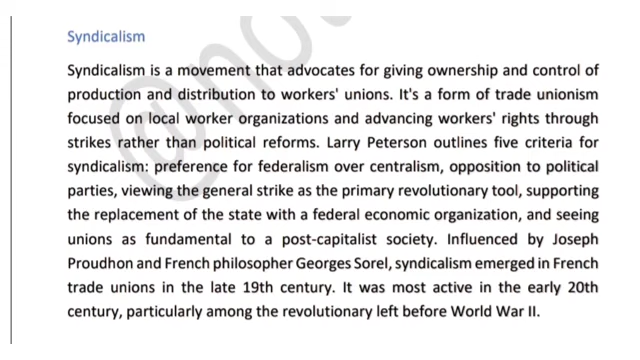 Syndicalism
Syndicalism is a movement that advocates for giving ownership and control of
production and distribution to workers' unions. It's a form of trade unionism
focused on local worker organizations and advancing workers' rights through
strikes rather than political reforms. Larry Peterson outlines five criteria for
syndicalism: preference for federalism over centralism, opposition to political
parties, viewing the general strike as the primary revolutionary tool, supporting
the replacement of the state with a federal economic organization, and seeing
unions as fundamental to a post-capitalist society. Influenced by Joseph
Proudhon and French philosopher Georges Sorel, syndicalism emerged in French
trade unions in the late 19th century. It was most active in the early 20th
century, particularly among the revolutionary left before World War II.